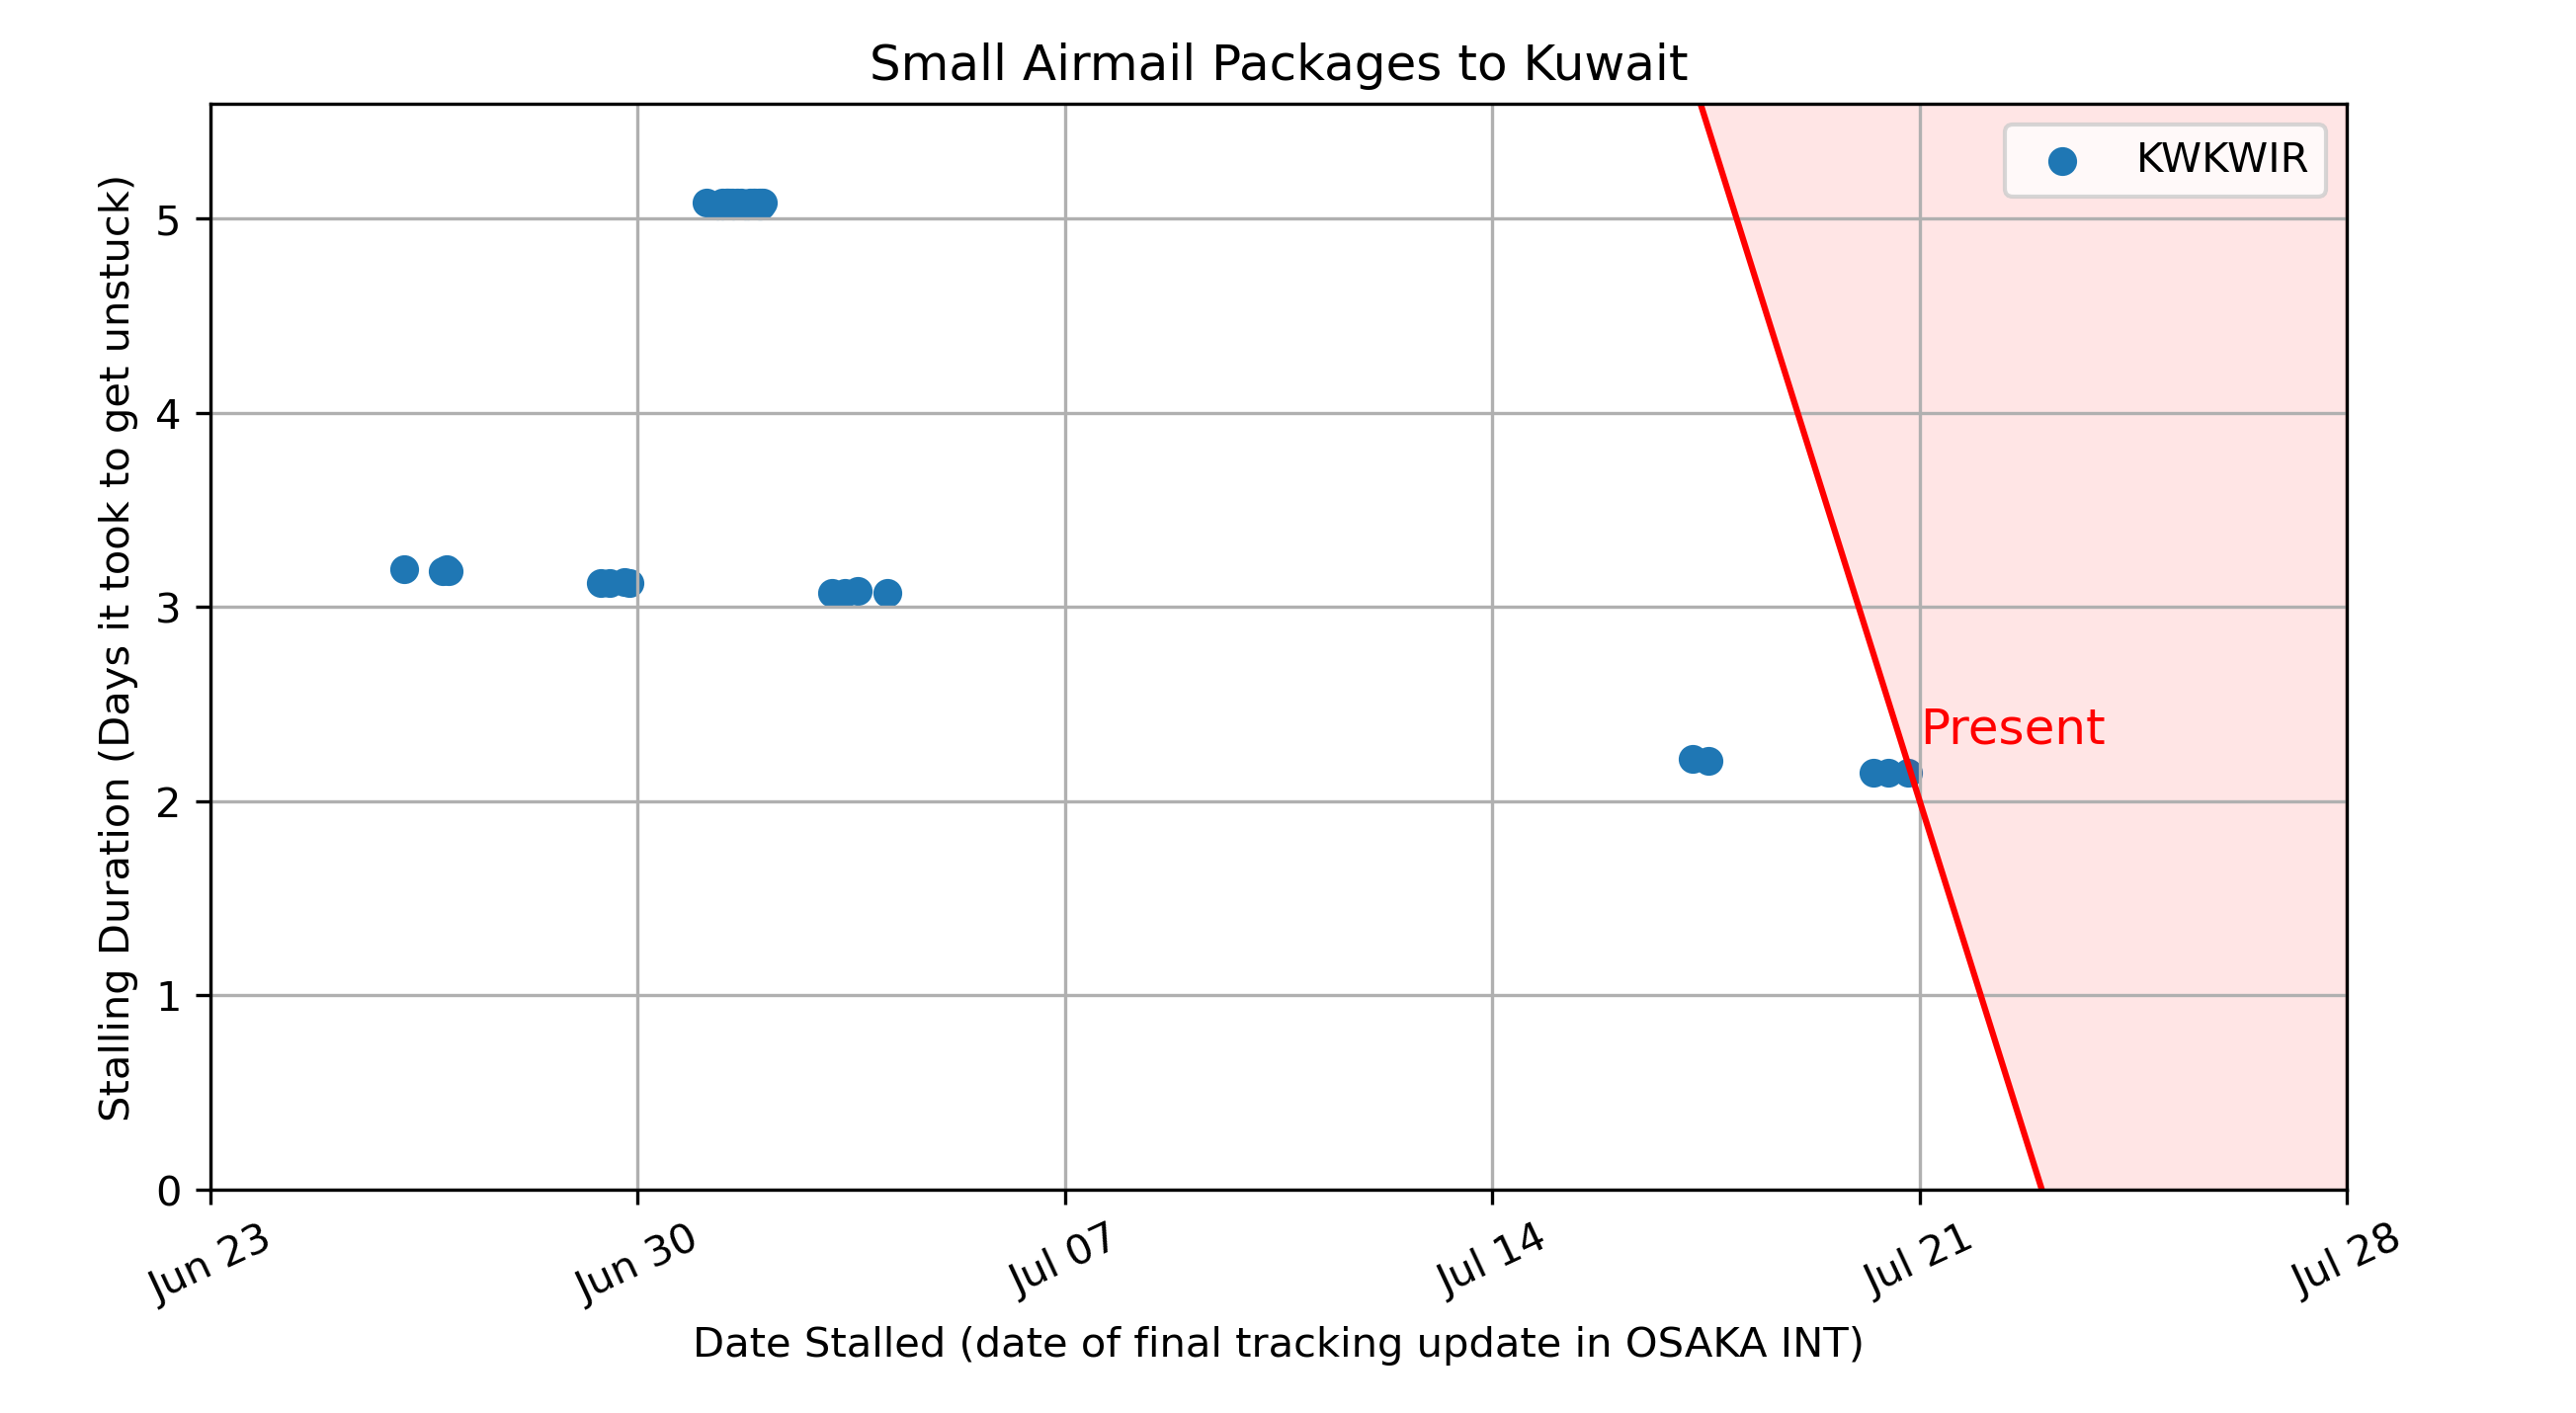 Small Airmail Packages to Kuwait
KWKWIR
Stalling Duration (Days it took to get unstuck)
5
4
3
2
1
0
Present
Jun 23
Jun 30
Jul 07
Jul 14
Jul 21
Jul 28
Date Stalled (date of final tracking update in OSAKA INT)